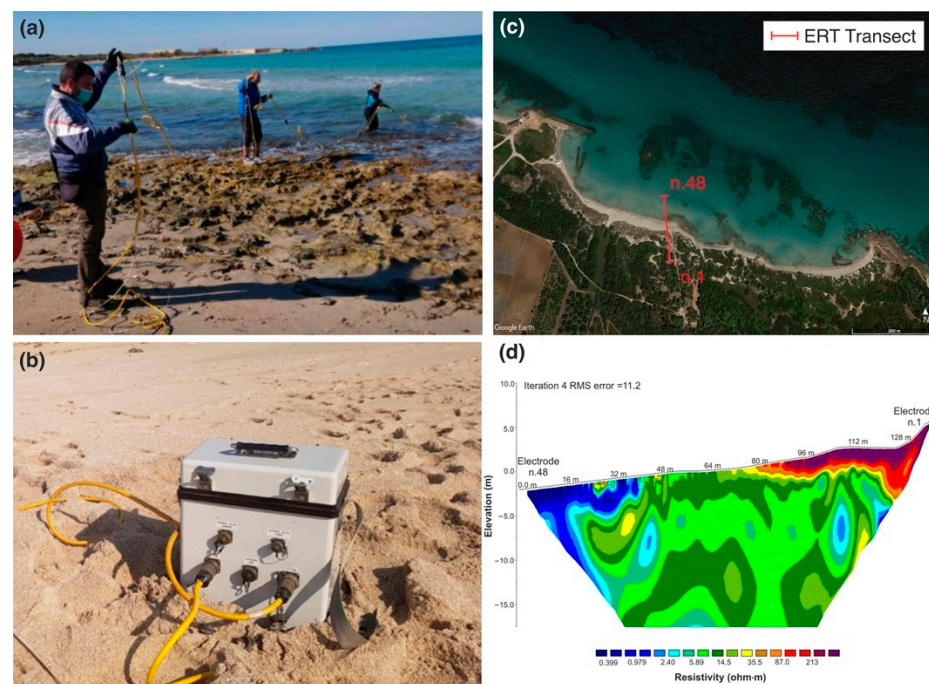 (a)
(b)
(c)
ERT Transect
n.48
n.1
Google Earth
200 m
N
(d)
10.0
Iteration 4 RMS error =11.2
5.0
0.0
-5.0
-10.0
-15.0
Elevation (m)
Electrode
n.48
0.0 m
16 m
32 m
48 m
64 m
80 m
96 m
112 m
128 m
Electrode
n.1
0.399
0.979
2.40
5.89
14.5
35.5
87.0
213
Resistivity (ohm·m)